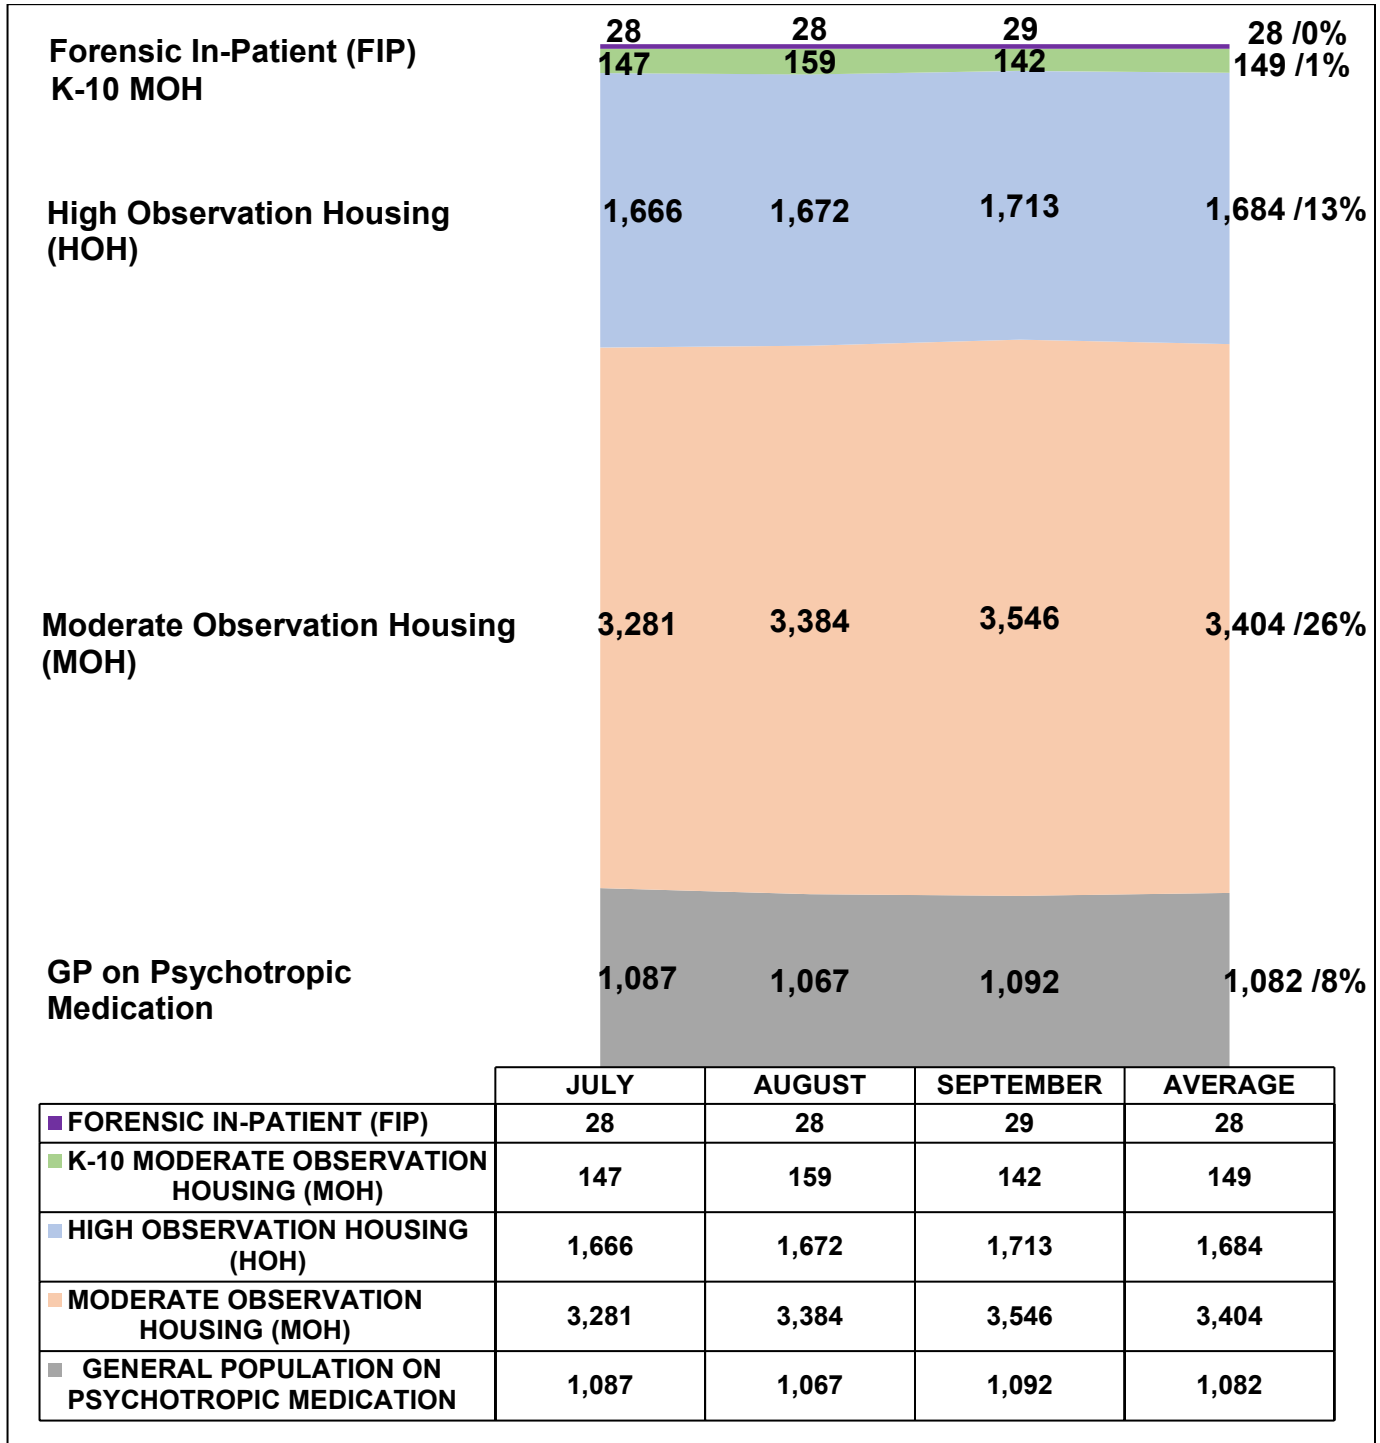 28 28 29 28 /0%
Forensic In-Patient (FIP)
147 159 142 149 /1%
K-10 MOH
High Observation Housing
(HOH)
1,666 1,672 1,713 1,684 /13%
Moderate Observation Housing
(MOH)
3,281 3,384 3,546 3,404 /26%
GP on Psychotropic
Medication
1,087 1,067 1,092 1,082 /8%
JULY AUGUST SEPTEMBER AVERAGE
FORENSIC IN-PATIENT (FIP) 28 28 29 28
K-10 MODERATE OBSERVATION
HOUSING (MOH) 147 159 142 149
HIGH OBSERVATION HOUSING
(HOH) 1,666 1,672 1,713 1,684
MODERATE OBSERVATION
HOUSING (MOH) 3,281 3,384 3,546 3,404
GENERAL POPULATION ON
PSYCHOTROPIC MEDICATION 1,087 1,067 1,092 1,082